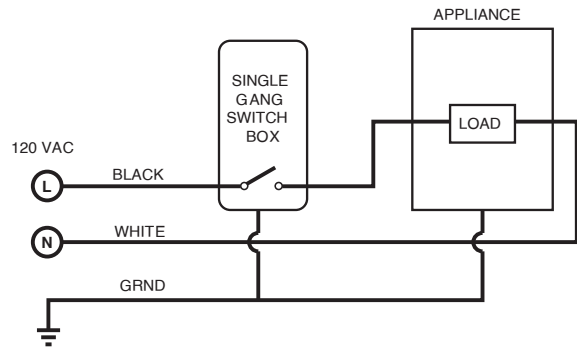 APPLIANCE
SINGLE
GANG
SWITCH
BOX
LOAD
120 VAC
L
BLACK
N
WHITE
GRND